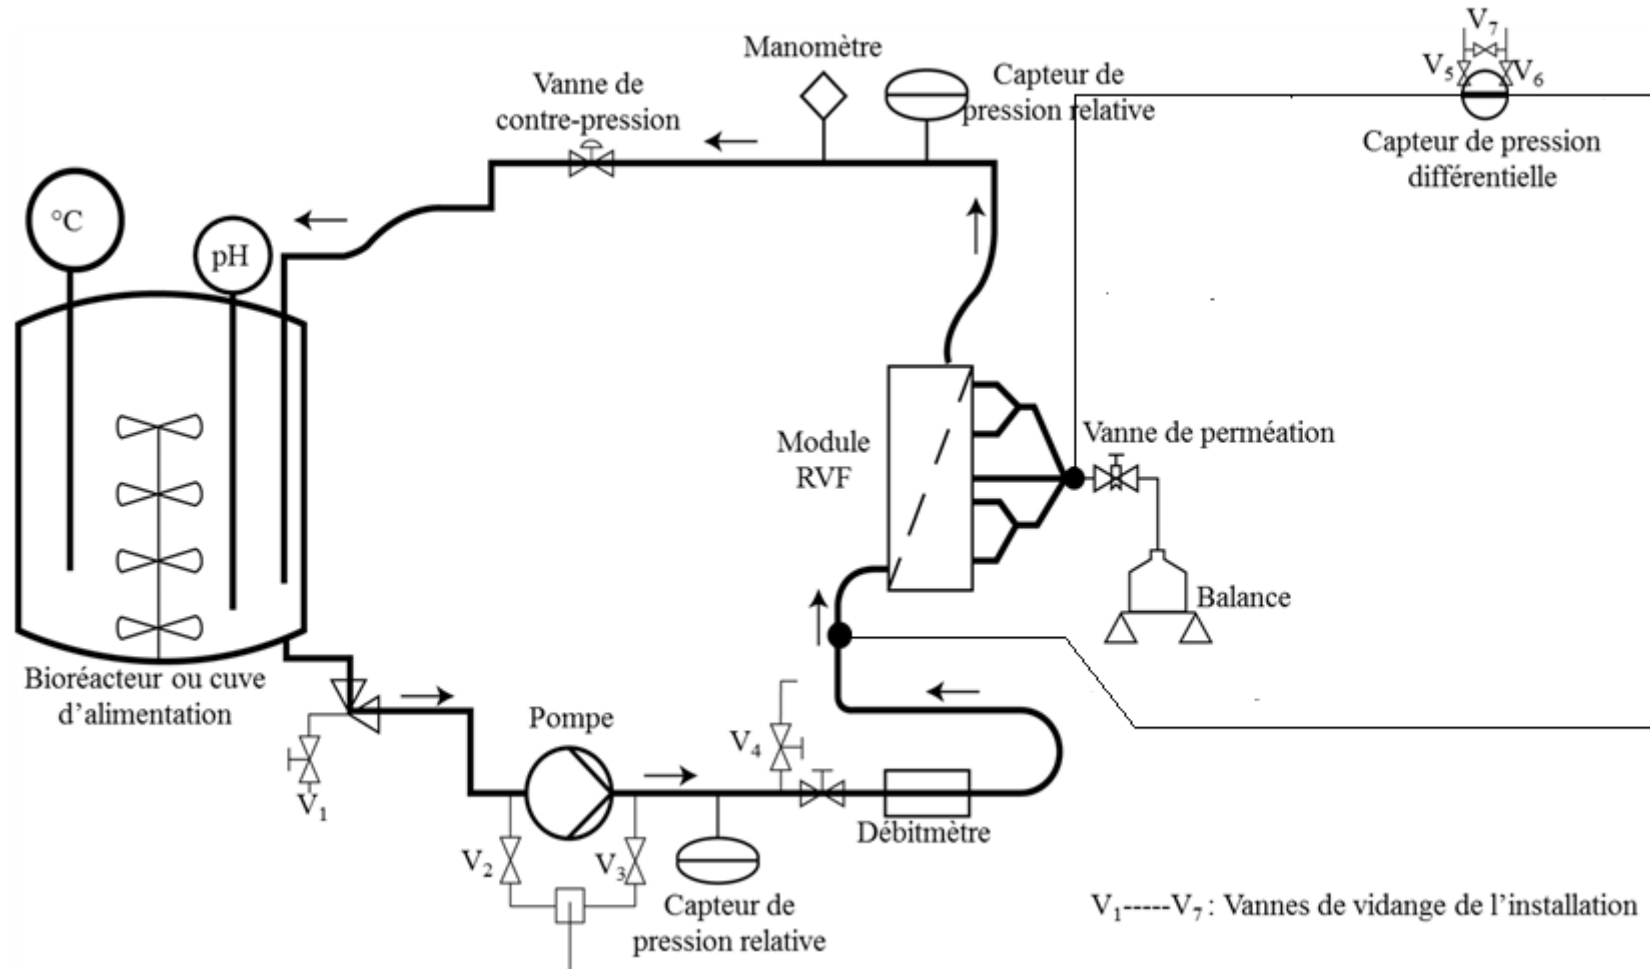 V7
Manomètre
V5
V6
Capteur de
pression relative
Vanne de
contre-pression
Capteur de pression
différentielle
°C
pH
Module
RVF
Vanne de perméation
Balance
Bioréacteur ou cuve
d’alimentation
Pompe
V4
V1
Débitmètre
V2
V3
Capteur de
pression relative
V1-----V7 : Vannes de vidange de l’installation